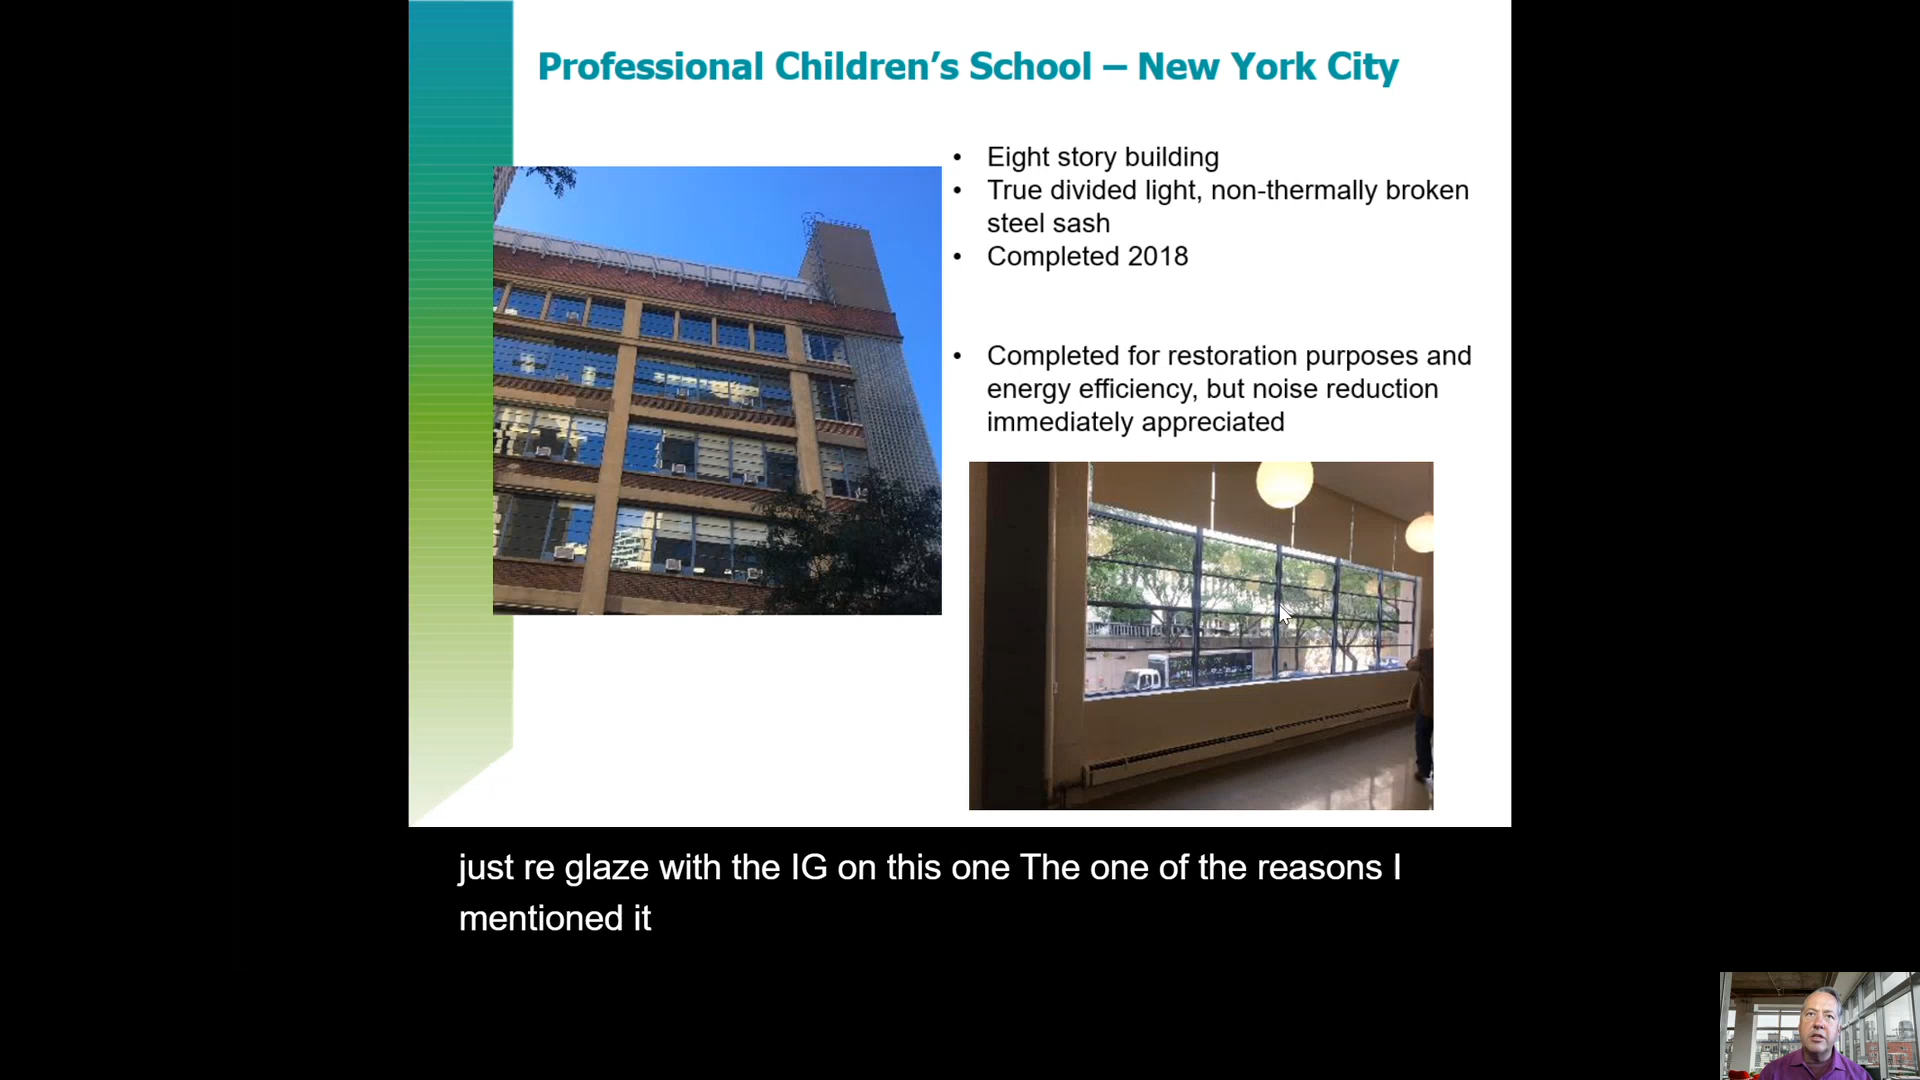 Professional Children’s School – New York City
• Eight story building
• True divided light, non-thermally broken
steel sash
• Completed 2018
• Completed for restoration purposes and
energy efficiency, but noise reduction
immediately appreciated
just re glaze with the IG on this one The one of the reasons I
mentioned it